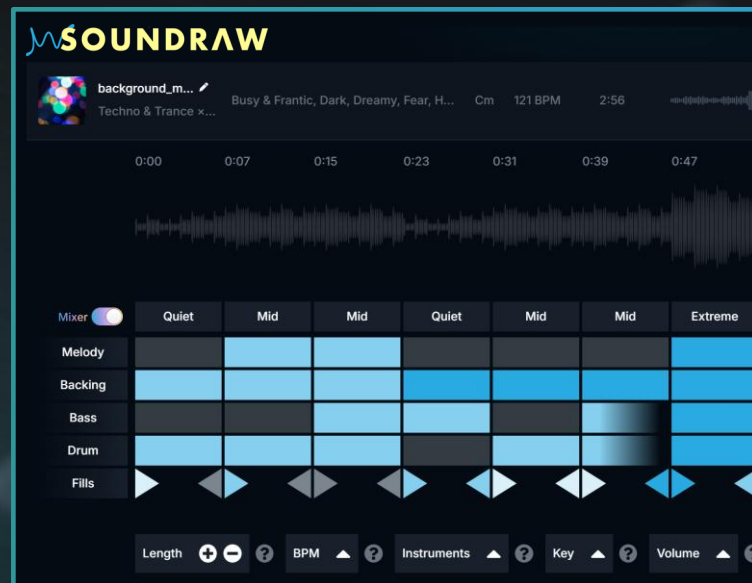 SOUNDRAW
background_m...
Techno & Trance ×...
Busy & Frantic, Dark, Dreamy, Fear, H... Cm 121 BPM 2:56
0:00 0:07 0:15 0:23 0:31 0:39 0:47
Mixer Quiet Mid Mid Quiet Mid Mid Extreme
Melody
Backing
Bass
Drum
Fills
Length + - ? BPM ? Instruments ? Key ? Volume ?